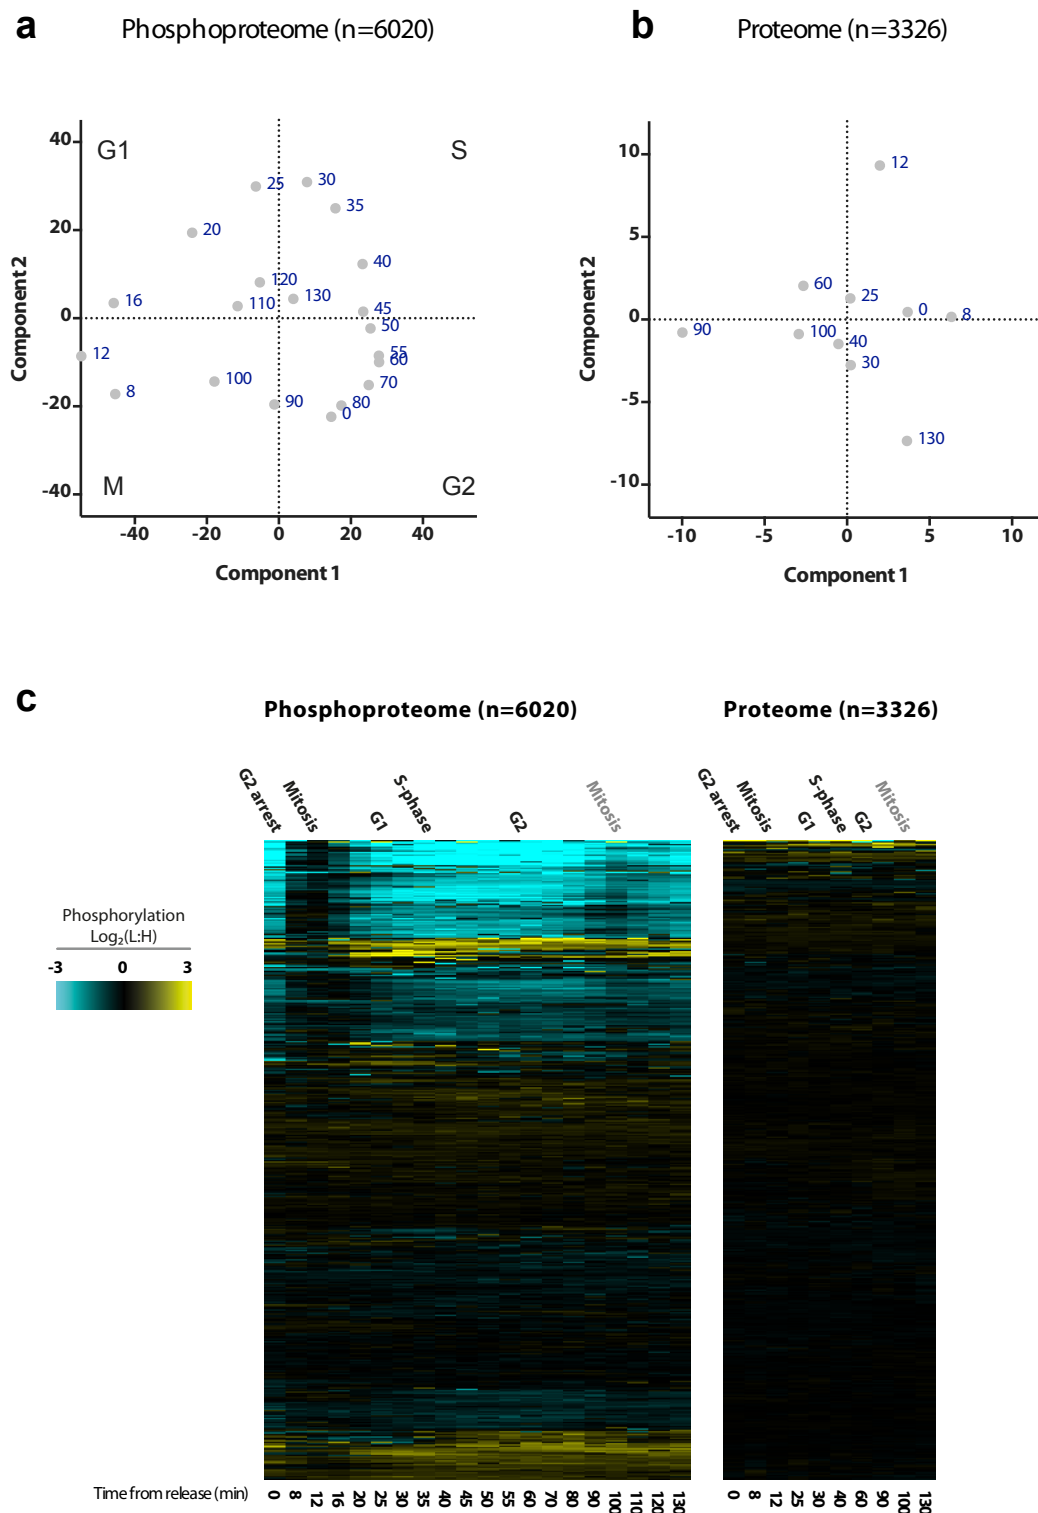 a
Phosphoproteome (n=6020)
b
Proteome (n=3326)
40
20
0
-20
-40
Component 2
G1
S
M
G2
25
30
35
20
40
120
130
110
16
45
50
12
55
60
70
8
100
90
80
0
-40
-20
0
20
40
Component 1
10
5
0
-5
-10
Component 2
12
60
25
0
8
90
100
40
30
130
-10
-5
0
5
10
Component 1
c
Phosphoproteome (n=6020)
Proteome (n=3326)
G2 arrest
Mitosis
G1
S-phase
G2
Mitosis
G2 arrest
Mitosis
G1
S-phase
G2
Mitosis
Phosphorylation
Log₂(L:H)
-3 0 3
Time from release (min)
0 8 12 16 20 25 30 35 40 45 50 55 60 70 80 90 100 110 120 130
0 8 12 25 30 40 60 90 100 130